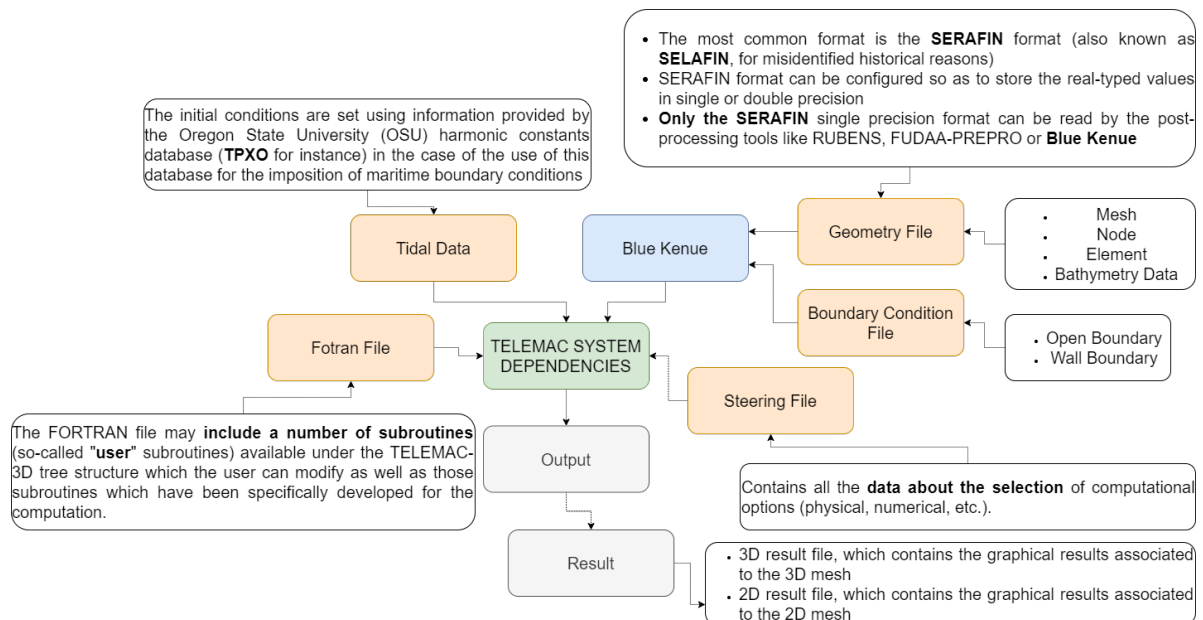 • The most common format is the SERAFIN format (also known as
SELAFIN, for misidentified historical reasons)
• SERAFIN format can be configured so as to store the real-typed values
in single or double precision
• Only the SERAFIN single precision format can be read by the post-
processing tools like RUBENS, FUDAA-PREPRO or Blue Kenue
The initial conditions are set using information provided by
the Oregon State University (OSU) harmonic constants
database (TPXO for instance) in the case of the use of this
database for the imposition of maritime boundary conditions
Tidal Data
Blue Kenue
Geometry File
• Mesh
• Node
• Element
• Bathymetry Data
Boundary Condition
File
• Open Boundary
• Wall Boundary
Fotran File
TELEMAC SYSTEM
DEPENDENCIES
Steering File
The FORTRAN file may include a number of subroutines
(so-called "user" subroutines) available under the TELEMAC-
3D tree structure which the user can modify as well as those
subroutines which have been specifically developed for the
computation.
Output
Contains all the data about the selection of computational
options (physical, numerical, etc.).
Result
• 3D result file, which contains the graphical results associated
to the 3D mesh
• 2D result file, which contains the graphical results associated
to the 2D mesh